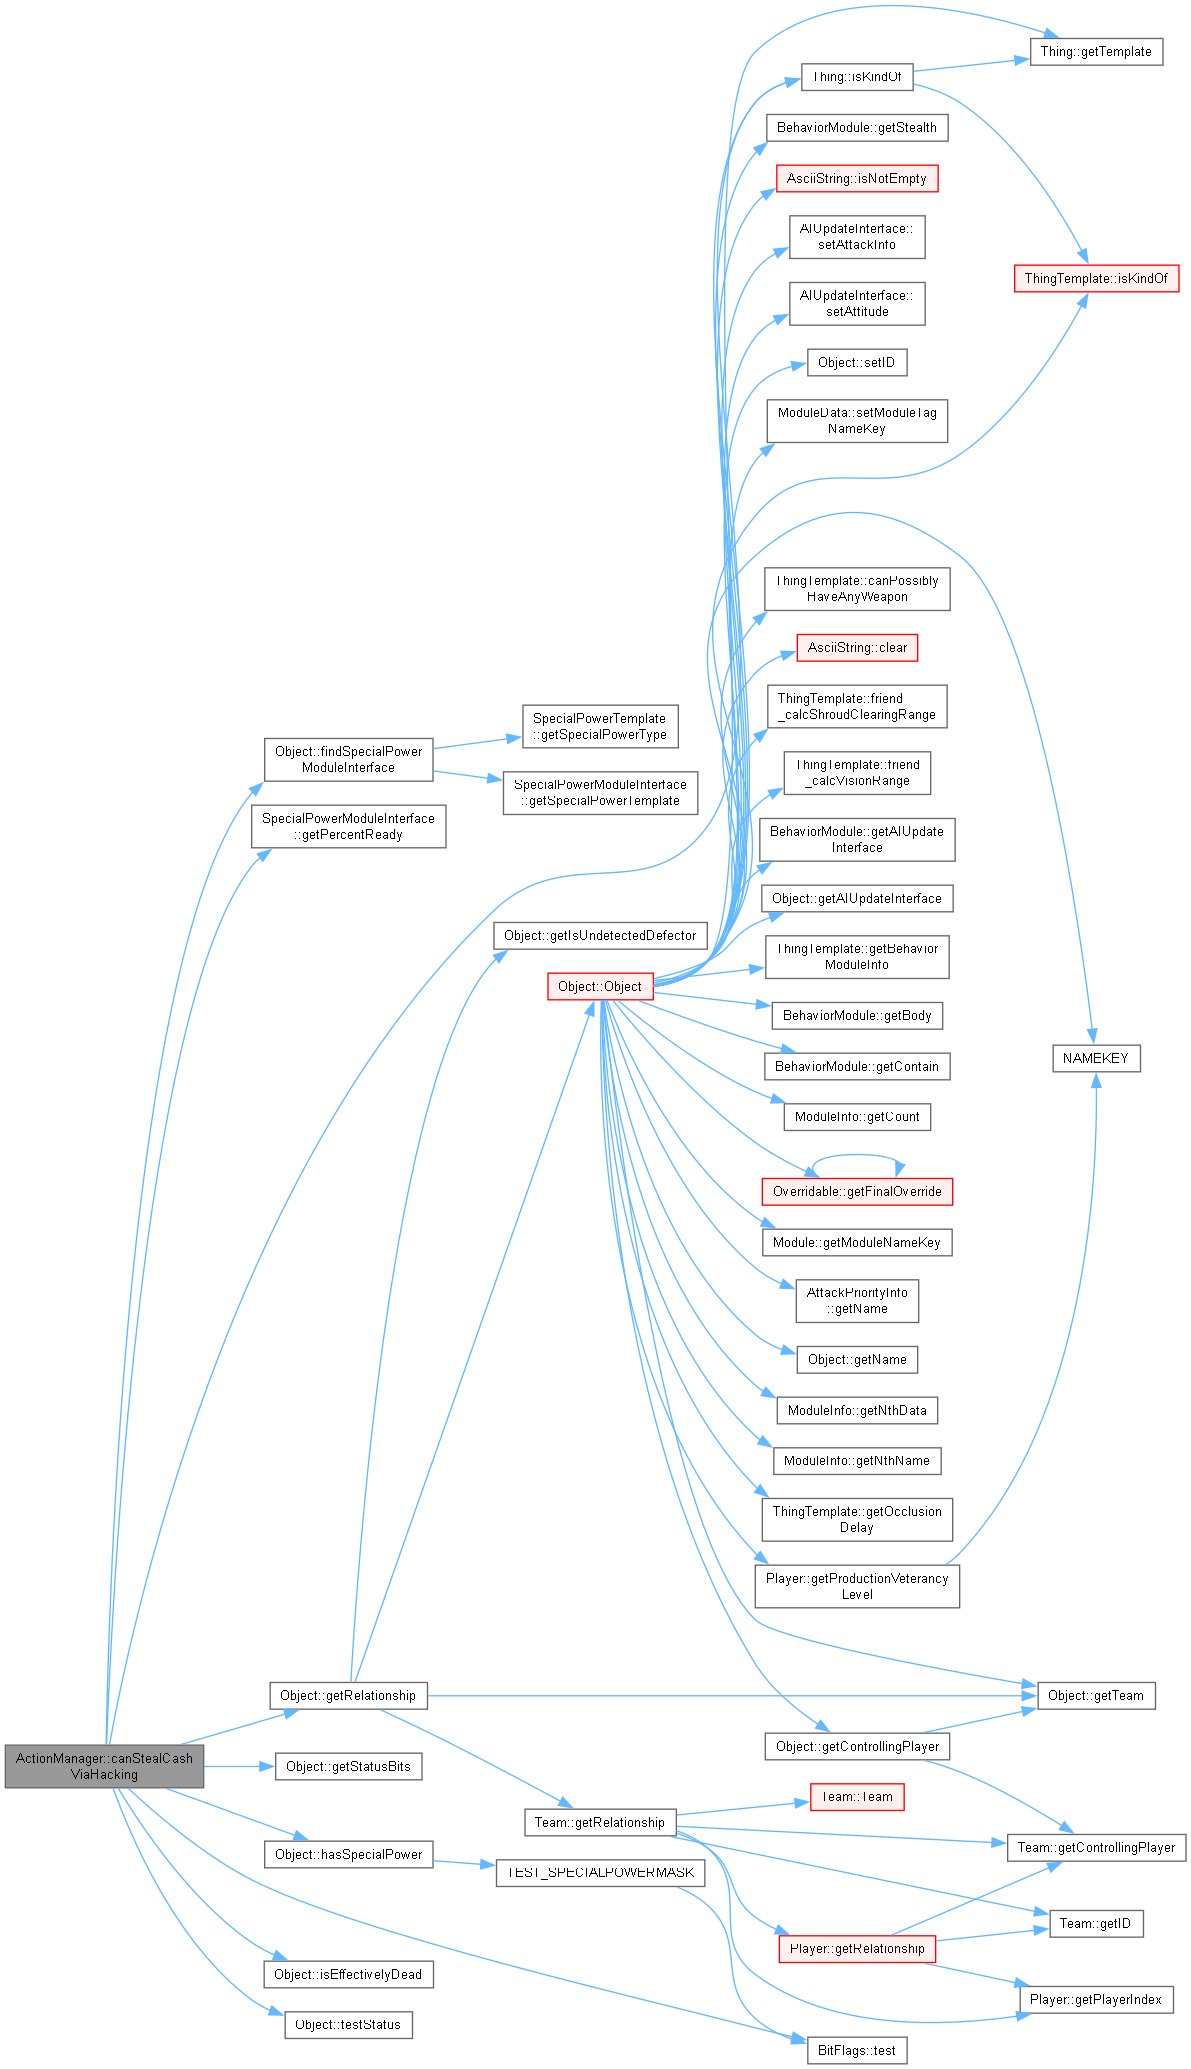 Thing::getTemplate
Thing::isKindOf
BehaviorModule::getStealth
AsciiString::isNotEmpty
AIUpdateInterface::
setAttackInfo
ThingTemplate::isKindOf
AIUpdateInterface::
setAttitude
Object::setID
ModuleData::setModuleTag
NameKey
ThingTemplate::canPossibly
HaveAnyWeapon
AsciiString::clear
ThingTemplate::friend
_calcShroudClearingRange
SpecialPowerTemplate
::getSpecialPowerType
Object::findSpecialPower
ModuleInterface
ThingTemplate::friend
_calcVisionRange
SpecialPowerModuleInterface
::getSpecialPowerTemplate
SpecialPowerModuleInterface
::getPercentReady
BehaviorModule::getAIUpdate
Interface
Object::getAIUpdateInterface
Object::getIsUndetectedDefector
ThingTemplate::getBehavior
ModuleInfo
Object::Object
BehaviorModule::getBody
NAMEKEY
BehaviorModule::getContain
ModuleInfo::getCount
Overridable::getFinalOverride
Module::getModuleNameKey
AttackPriorityInfo
::getName
Object::getName
ModuleInfo::getNthData
ModuleInfo::getNthName
ThingTemplate::getOcclusion
Delay
Player::getProductionVeterancy
Level
Object::getRelationship
Object::getTeam
Object::getControllingPlayer
ActionManager::canStealCash
ViaHacking
Object::getStatusBits
Team::Team
Team::getRelationship
Team::getControllingPlayer
Object::hasSpecialPower
TEST_SPECIALPOWERMASK
Team::getID
Player::getRelationship
Object::isEffectivelyDead
Player::getPlayerIndex
Object::testStatus
BitFlags::test